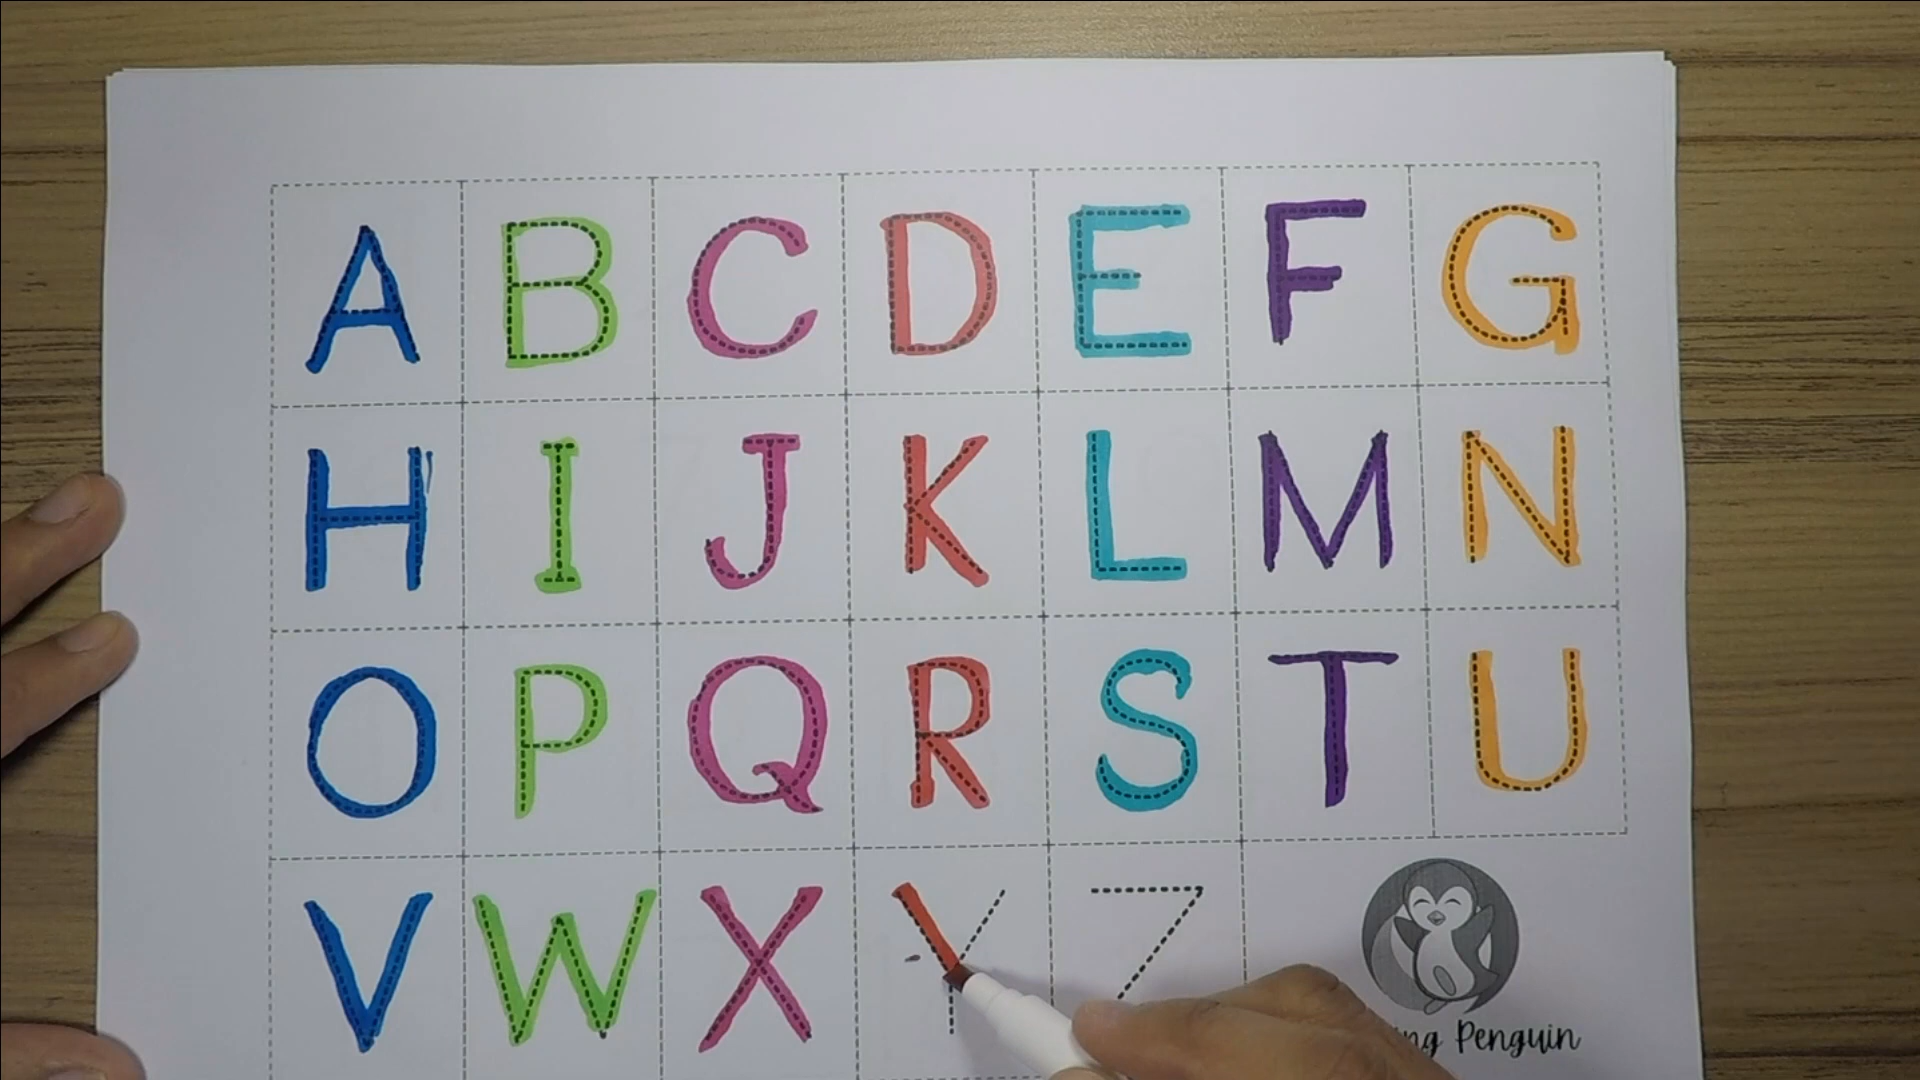 A B C D E F G
H I J K L M N
O P Q R S T U
V W X Y Z
Penguin